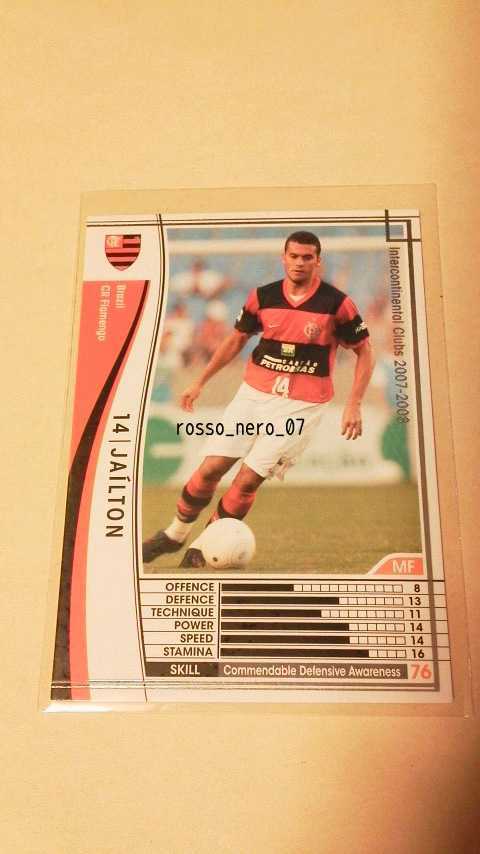 Intercontinental Clubs 2007-2008
Brazil
CR Flamengo
14 | JAÍLTON
PETROBRAS
14
rosso_nero_07
MF
OFFENCE 8
DEFENCE 13
TECHNIQUE 11
POWER 14
SPEED 14
STAMINA 16
SKILL Commendable Defensive Awareness 76